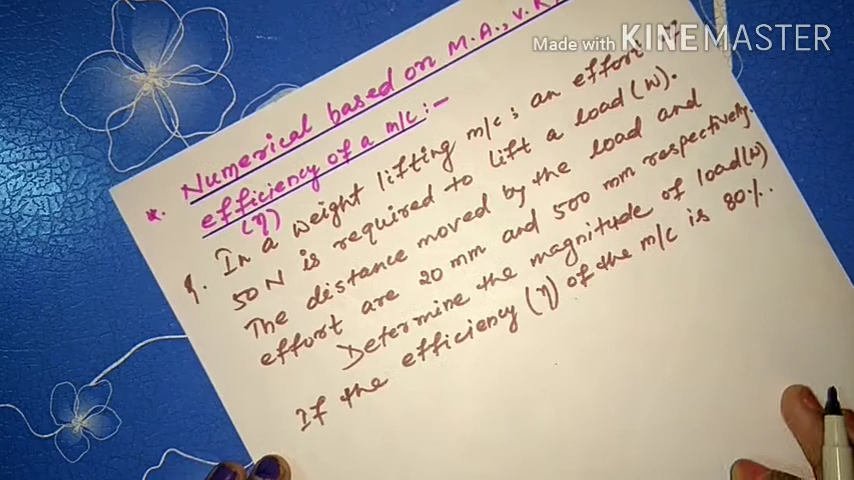 Made with KINEMASTER
*. Numerical based on M.A., V.R,
efficiency of a m/c :-
(η)
q. In a weight lifting m/c; an effort of
50 N is required to lift a load (W).
The distance moved by the load and
effort are 20 mm and 500 mm respectively.
Determine the magnitude of load (W)
If the efficiency (η) of the m/c is 80%.